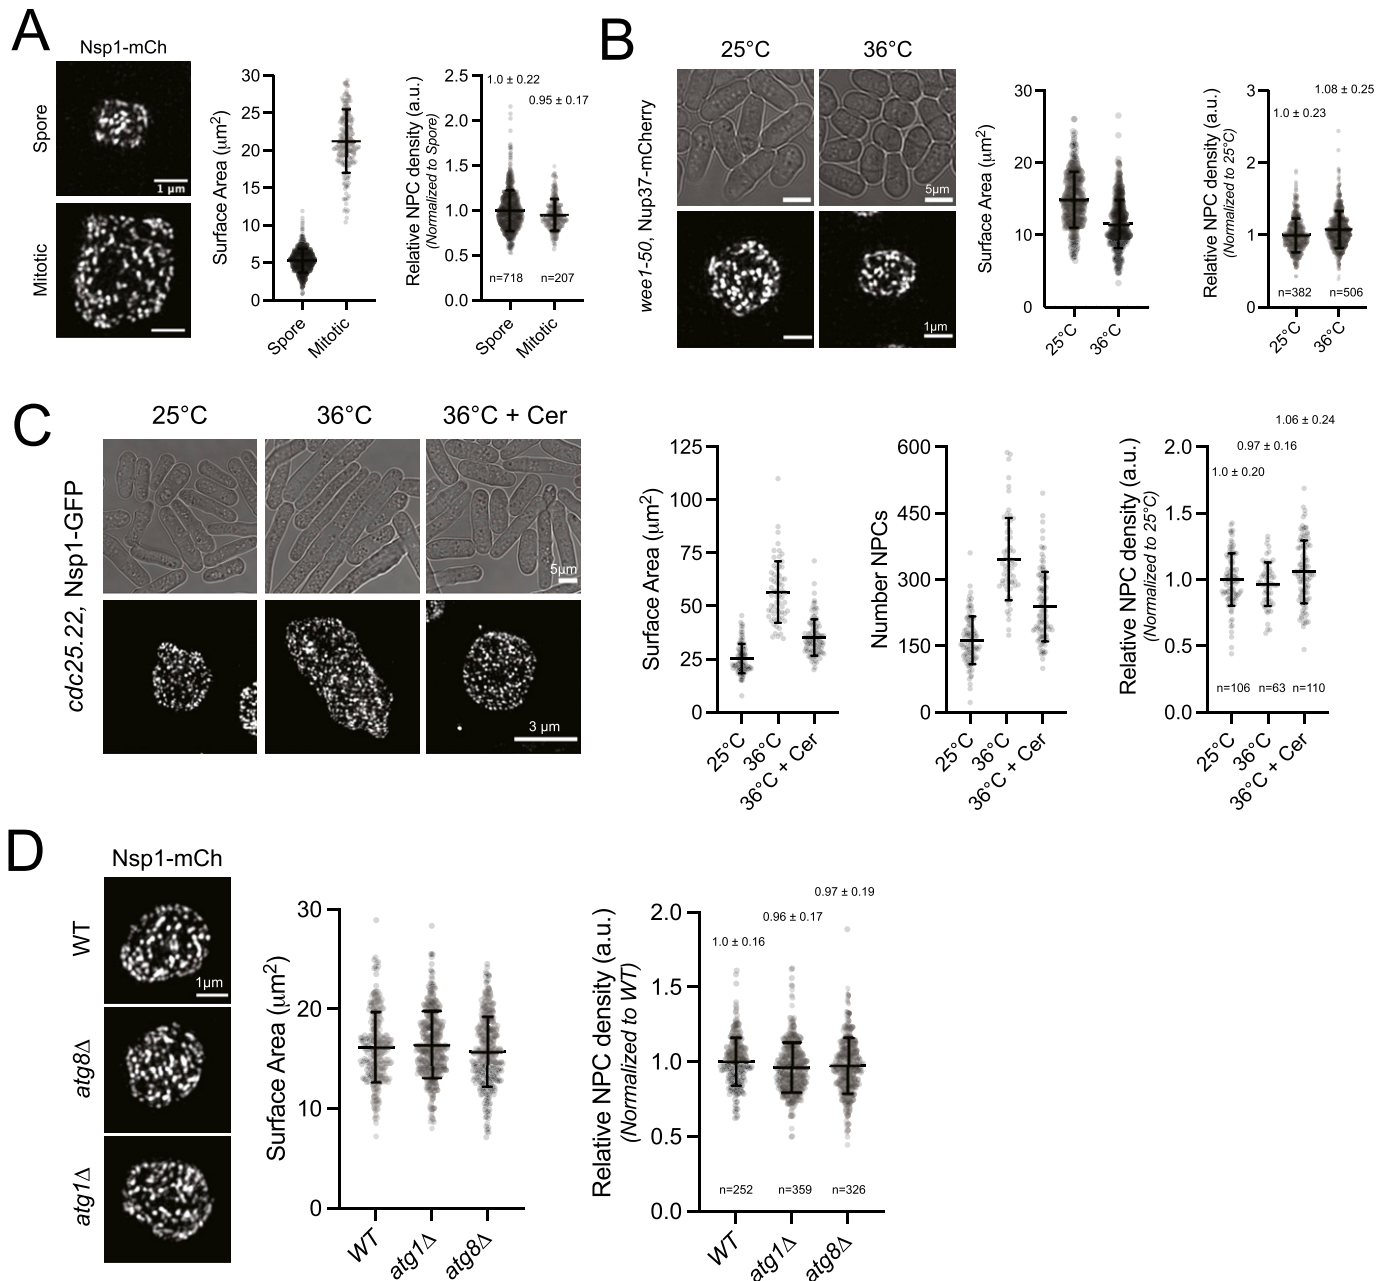 A
Nsp1-mCh
Spore
1 µm
Mitotic
Surface Area (µm²)
30
25
20
15
10
5
0
Spore
Mitotic
Relative NPC density (a.u.)
(Normalized to Spore)
2.5
2.0
1.5
1.0
0.5
0.0
1.0 ± 0.22
0.95 ± 0.17
n=718
n=207
Spore
Mitotic
B
25°C
36°C
wee1-50, Nup37-mCherry
5µm
1µm
Surface Area (µm²)
30
20
10
0
25°C
36°C
Relative NPC density (a.u.)
(Normalized to 25°C)
3
2
1
0
1.0 ± 0.23
1.08 ± 0.25
n=382
n=506
25°C
36°C
C
25°C
36°C
36°C + Cer
cdc25.22, Nsp1-GFP
5µm
3 µm
Surface Area (µm²)
125
100
75
50
25
0
25°C
36°C
36°C + Cer
Number NPCs
600
450
300
150
0
25°C
36°C
36°C + Cer
Relative NPC density (a.u.)
(Normalized to 25°C)
2.0
1.5
1.0
0.5
0.0
1.0 ± 0.20
0.97 ± 0.16
1.06 ± 0.24
n=106
n=63
n=110
25°C
36°C
36°C + Cer
D
Nsp1-mCh
WT
1µm
atg8Δ
atg1Δ
Surface Area (µm²)
30
20
10
0
WT
atg1Δ
atg8Δ
Relative NPC density (a.u.)
(Normalized to WT)
2.0
1.5
1.0
0.5
0.0
1.0 ± 0.16
0.96 ± 0.17
0.97 ± 0.19
n=252
n=359
n=326
WT
atg1Δ
atg8Δ